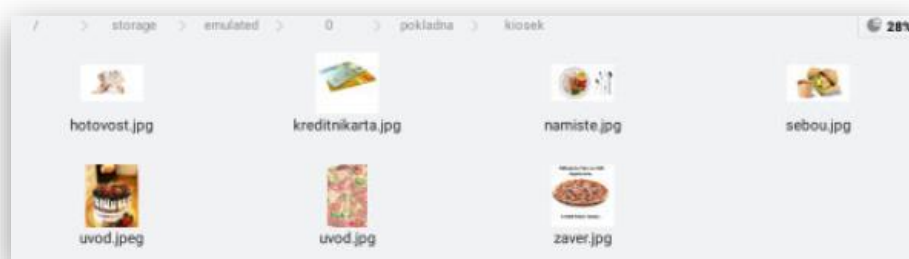 / > storage > emulated > 0 > pokladna > kiosek 28%
hotovost.jpg kreditnikarta.jpg namiste.jpg sebou.jpg
uvod.jpeg uvod.jpg zaver.jpg